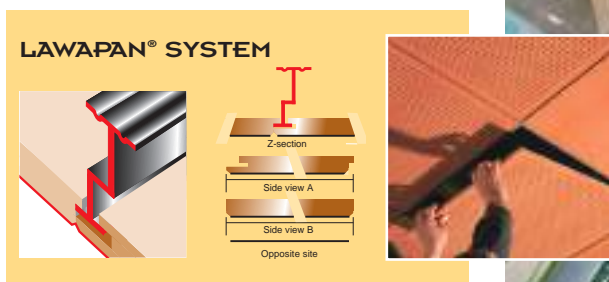 LAWAPAN® SYSTEM
Z-section
Side view A
Side view B
Opposite site